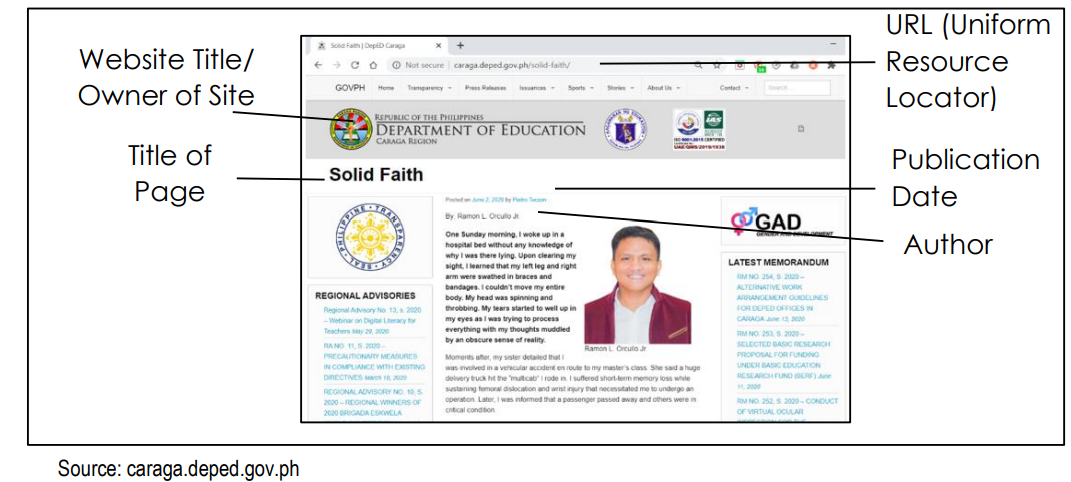 Website Title/
Owner of Site
Title of
Page
URL (Uniform
Resource
Locator)
Publication
Date
Author
Solid Faith | DepED Caraga
Not secure | caraga.deped.gov.ph/solid-faith/
GOVPH Home Transparency Press Releases Issuances Sports Stories About Us Contact Search
REPUBLIC OF THE PHILIPPINES
DEPARTMENT OF EDUCATION
CARAGA REGION
Solid Faith
PHILIPPINE TRANSPARENCY SEAL
REGIONAL ADVISORIES
Regional Advisory No. 13, s. 2020
– Webinar on Digital Literacy for
Teachers May 29, 2020
RA NO. 11, S. 2020 –
PRECAUTIONARY MEASURES
IN COMPLIANCE WITH EXISTING
DIRECTIVES March 10, 2020
REGIONAL ADVISORY NO. 10, S.
2020 – REGIONAL WINNERS OF
2020 BRIGADA ESKWELA
Posted on June 2, 2020 by Pedro Tecson
By: Ramon L. Orcullo Jr
One Sunday morning, I woke up in a
hospital bed without any knowledge of
why I was there lying. Upon clearing my
sight, I learned that my left leg and right
arm were swathed in braces and
bandages. I couldn't move my entire
body. My head was spinning and
throbbing. My tears started to well up in
my eyes as I was trying to process
everything with my thoughts muddled
by an obscure sense of reality.
Ramon L. Orcullo Jr
Moments after, my sister detailed that I
was involved in a vehicular accident en route to my master's class. She said a huge
delivery truck hit the "multicab" I rode in. I suffered short-term memory loss while
sustaining femoral dislocation and wrist injury that necessitated me to undergo an
operation. Later, I was informed that a passenger passed away and others were in
critical condition.
GAD
GENDER AND DEVELOPMENT
LATEST MEMORANDUM
RM NO. 254, S. 2020 –
ALTERNATIVE WORK
ARRANGEMENT GUIDELINES
FOR DEPED OFFICES IN
CARAGA June 13, 2020
RM NO. 253, S. 2020 –
SELECTED BASIC RESEARCH
PROPOSAL FOR FUNDING
UNDER BASIC EDUCATION
RESEARCH FUND (BERF) June
11, 2020
RM NO. 252, S. 2020 – CONDUCT
OF VIRTUAL OCULAR
Source: caraga.deped.gov.ph